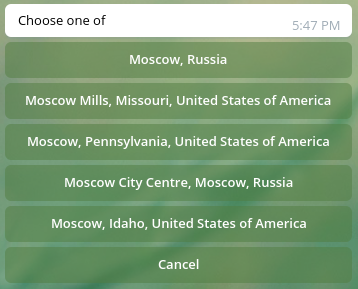 Choose one of
5:47 PM
Moscow, Russia
Moscow Mills, Missouri, United States of America
Moscow, Pennsylvania, United States of America
Moscow City Centre, Moscow, Russia
Moscow, Idaho, United States of America
Cancel